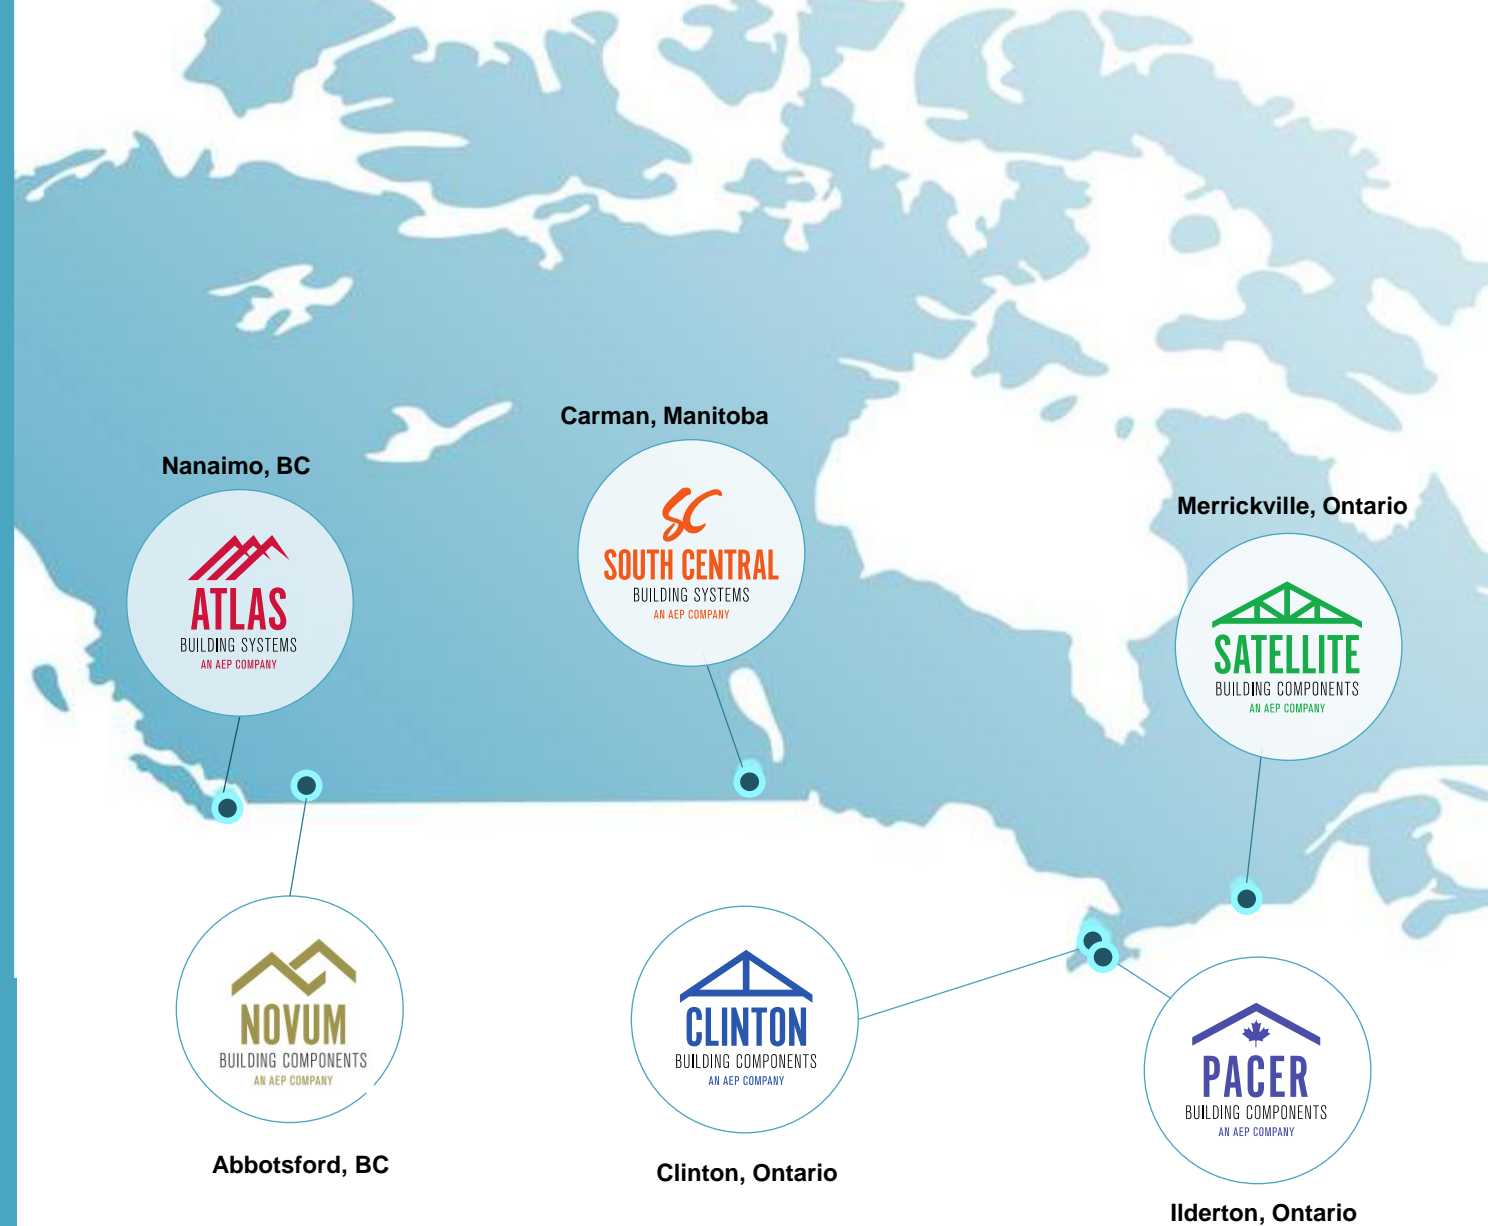 Carman, Manitoba
SC
SOUTH CENTRAL
BUILDING SYSTEMS
AN AEP COMPANY
Nanaimo, BC
ATLAS
BUILDING SYSTEMS
AN AEP COMPANY
Merrickville, Ontario
SATELLITE
BUILDING COMPONENTS
AN AEP COMPANY
NOVUM
BUILDING COMPONENTS
AN AEP COMPANY
Abbotsford, BC
CLINTON
BUILDING COMPONENTS
AN AEP COMPANY
Clinton, Ontario
PACER
BUILDING COMPONENTS
AN AEP COMPANY
Ilderton, Ontario